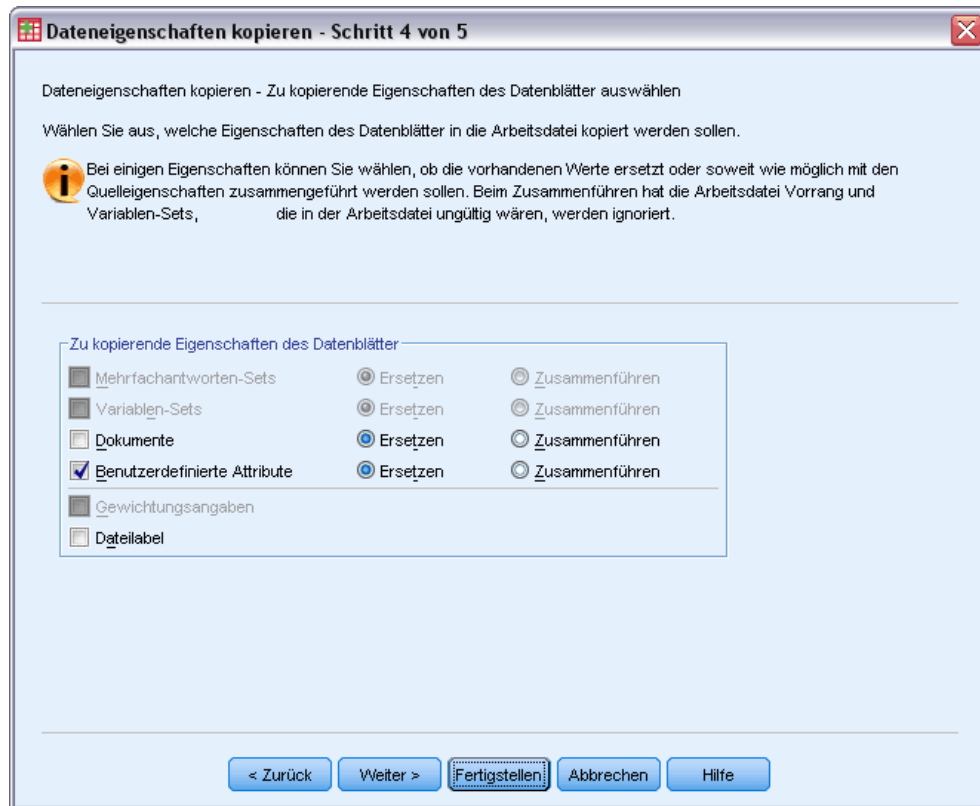 Dateneigenschaften kopieren - Schritt 4 von 5
Dateneigenschaften kopieren - Zu kopierende Eigenschaften des Datenblätter auswählen
Wählen Sie aus, welche Eigenschaften des Datenblätter in die Arbeitsdatei kopiert werden sollen.
Bei einigen Eigenschaften können Sie wählen, ob die vorhandenen Werte ersetzt oder soweit wie möglich mit den
Quelleigenschaften zusammengeführt werden sollen. Beim Zusammenführen hat die Arbeitsdatei Vorrang und
Variablen-Sets, die in der Arbeitsdatei ungültig wären, werden ignoriert.
Zu kopierende Eigenschaften des Datenblätter
Mehrfachantworten-Sets Ersetzen Zusammenführen
Variablen-Sets Ersetzen Zusammenführen
Dokumente Ersetzen Zusammenführen
Benutzerdefinierte Attribute Ersetzen Zusammenführen
Gewichtungsangaben
Dateilabel
< Zurück Weiter > Fertigstellen Abbrechen Hilfe